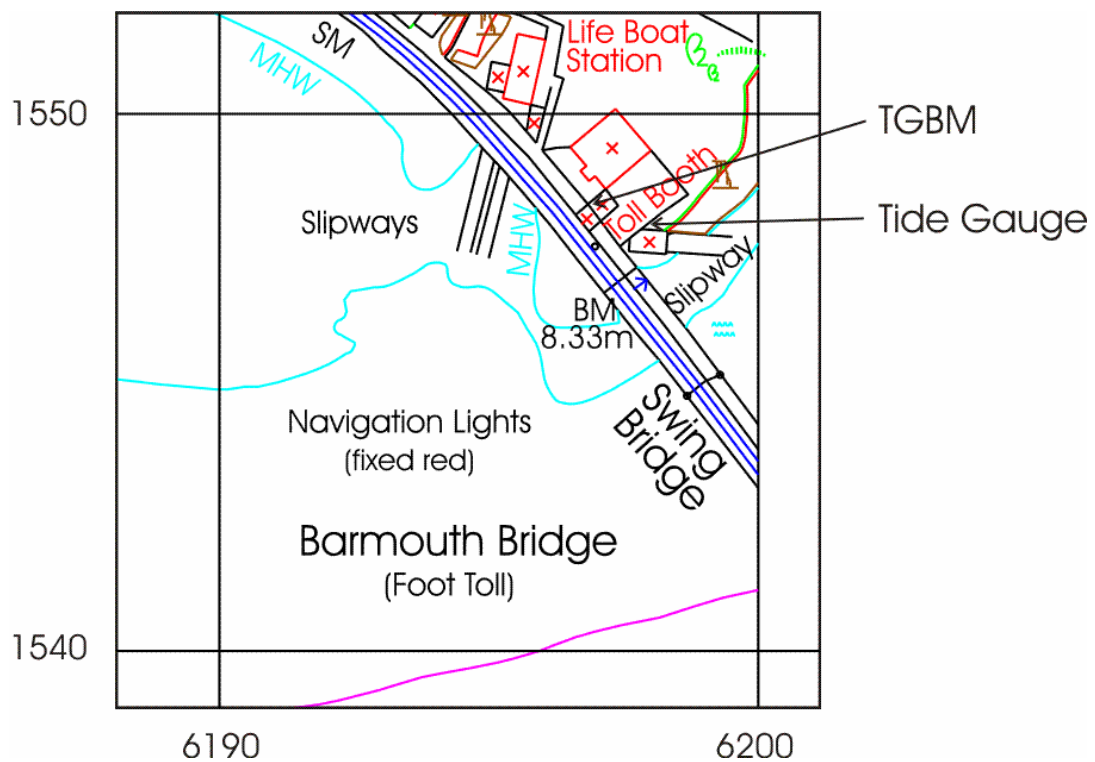 SM
Life Boat
Station
MHW
1550
TGBM
Toll Booth
Slipways
MHW
Tide Gauge
Slipway
BM
8.33m
Swing
Bridge
Navigation Lights
(fixed red)
Barmouth Bridge
(Foot Toll)
1540
6190
6200